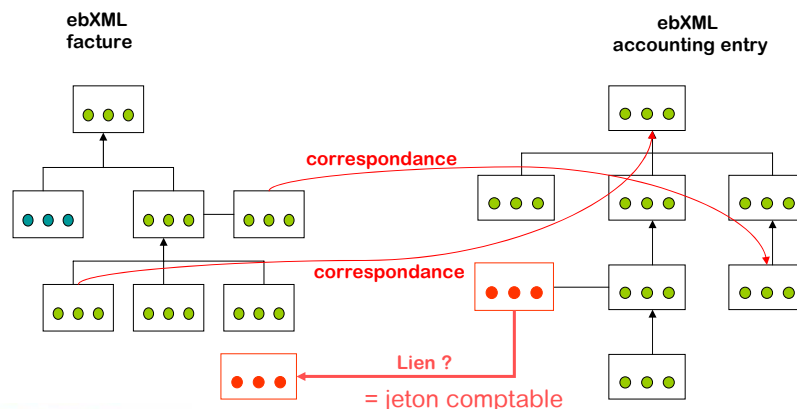 ebXML
facture
ebXML
accounting entry
correspondance
correspondance
Lien ?
= jeton comptable